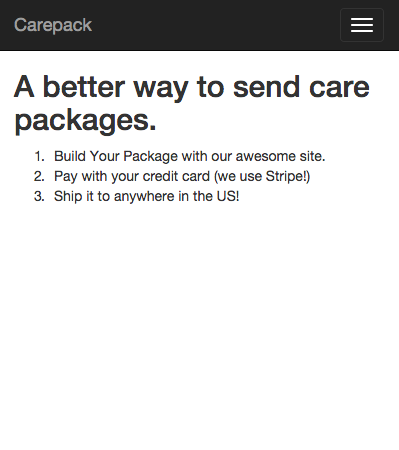 Carepack
A better way to send care
packages.
1. Build Your Package with our awesome site.
2. Pay with your credit card (we use Stripe!)
3. Ship it to anywhere in the US!